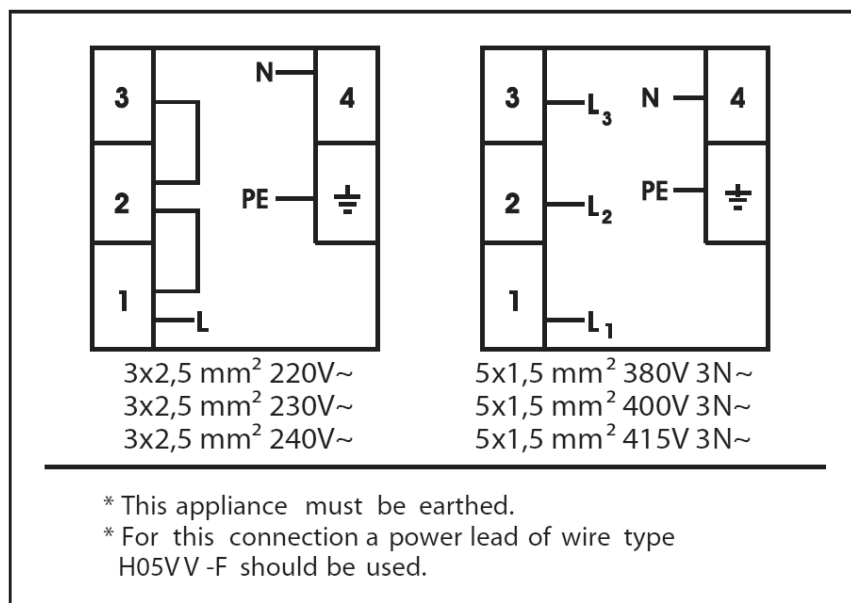 3
N
4
2
PE
1
L
3x2,5 mm² 220V~
3x2,5 mm² 230V~
3x2,5 mm² 240V~
3
L₃
N
4
2
L₂
PE
1
L₁
5x1,5 mm² 380V 3N~
5x1,5 mm² 400V 3N~
5x1,5 mm² 415V 3N~
* This appliance must be earthed.
* For this connection a power lead of wire type
H05VV -F should be used.